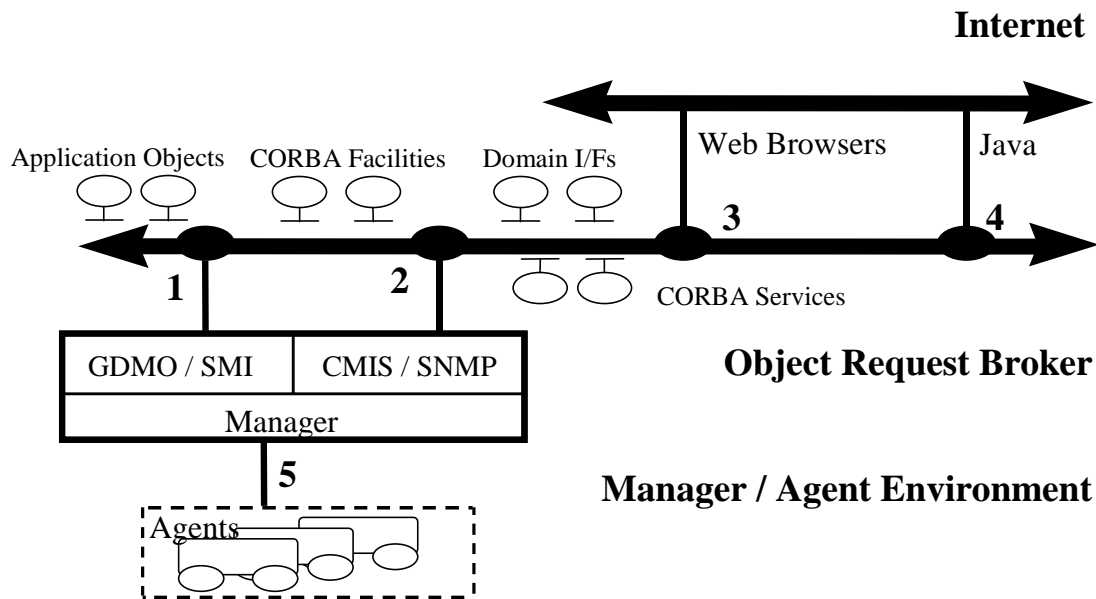 Internet
Web Browsers
Java
Application Objects
CORBA Facilities
Domain I/Fs
3
4
1
2
CORBA Services
GDMO / SMI
CMIS / SNMP
Object Request Broker
Manager
5
Manager / Agent Environment
Agents